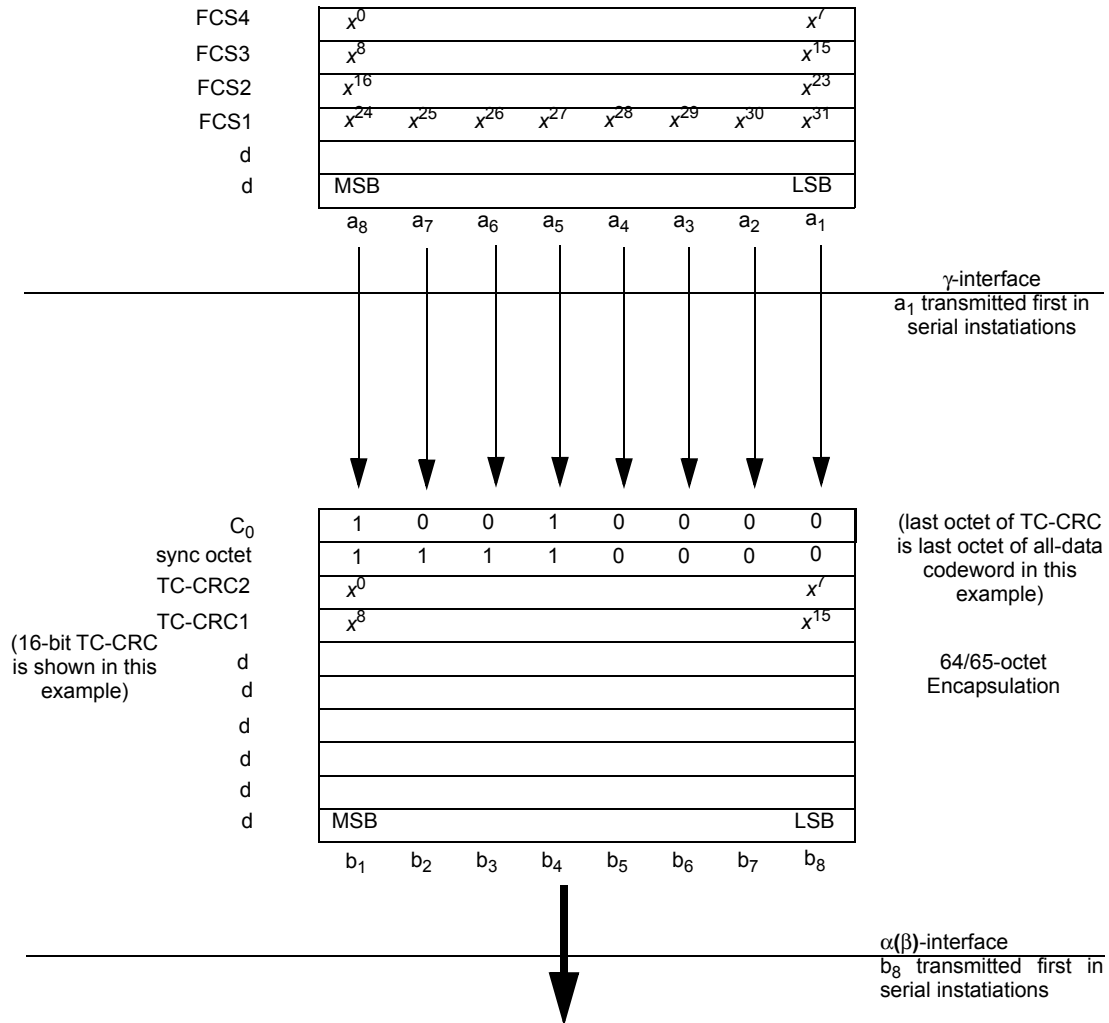 FCS4 x0 x7
FCS3 x8 x15
FCS2 x16 x23
FCS1 x24 x25 x26 x27 x28 x29 x30 x31
d
d MSB LSB
a8 a7 a6 a5 a4 a3 a2 a1
γ-interface
a1 transmitted first in
serial instatiations
C0 1 0 0 1 0 0 0 0
sync octet 1 1 1 1 0 0 0 0
TC-CRC2 x0 x7
TC-CRC1 x8 x15
(last octet of TC-CRC
is last octet of all-data
codeword in this
example)
(16-bit TC-CRC
is shown in this
example)
d
d
d
d
d
d MSB LSB
64/65-octet
Encapsulation
b1 b2 b3 b4 b5 b6 b7 b8
α(β)-interface
b8 transmitted first in
serial instatiations